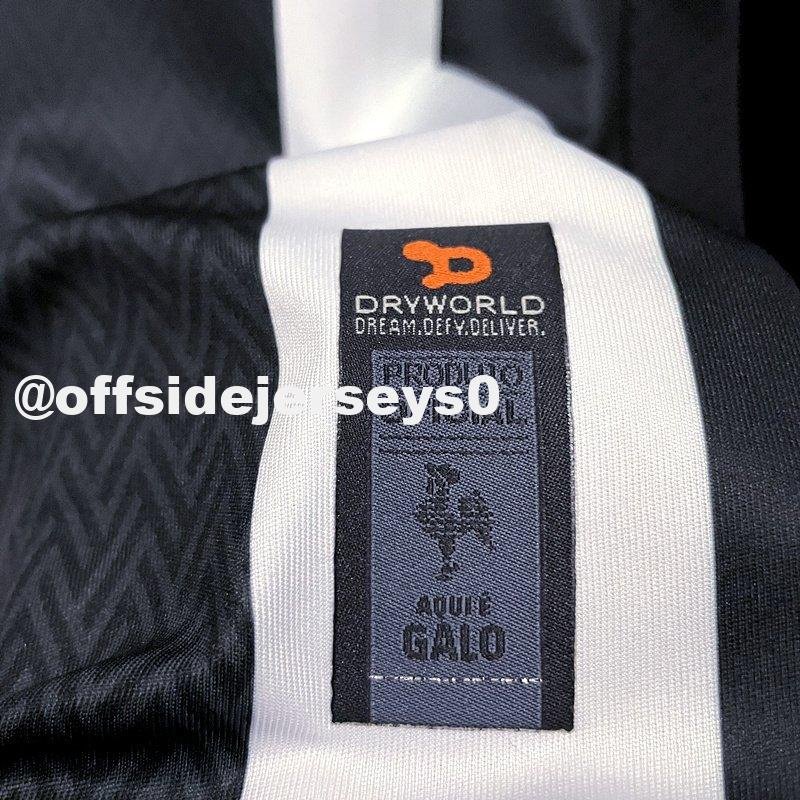 DRYWORLD
DREAM.DEFY.DELIVER.
PRODUTO
@offsidejerseys0
OFICIAL
AQUI É
GALO